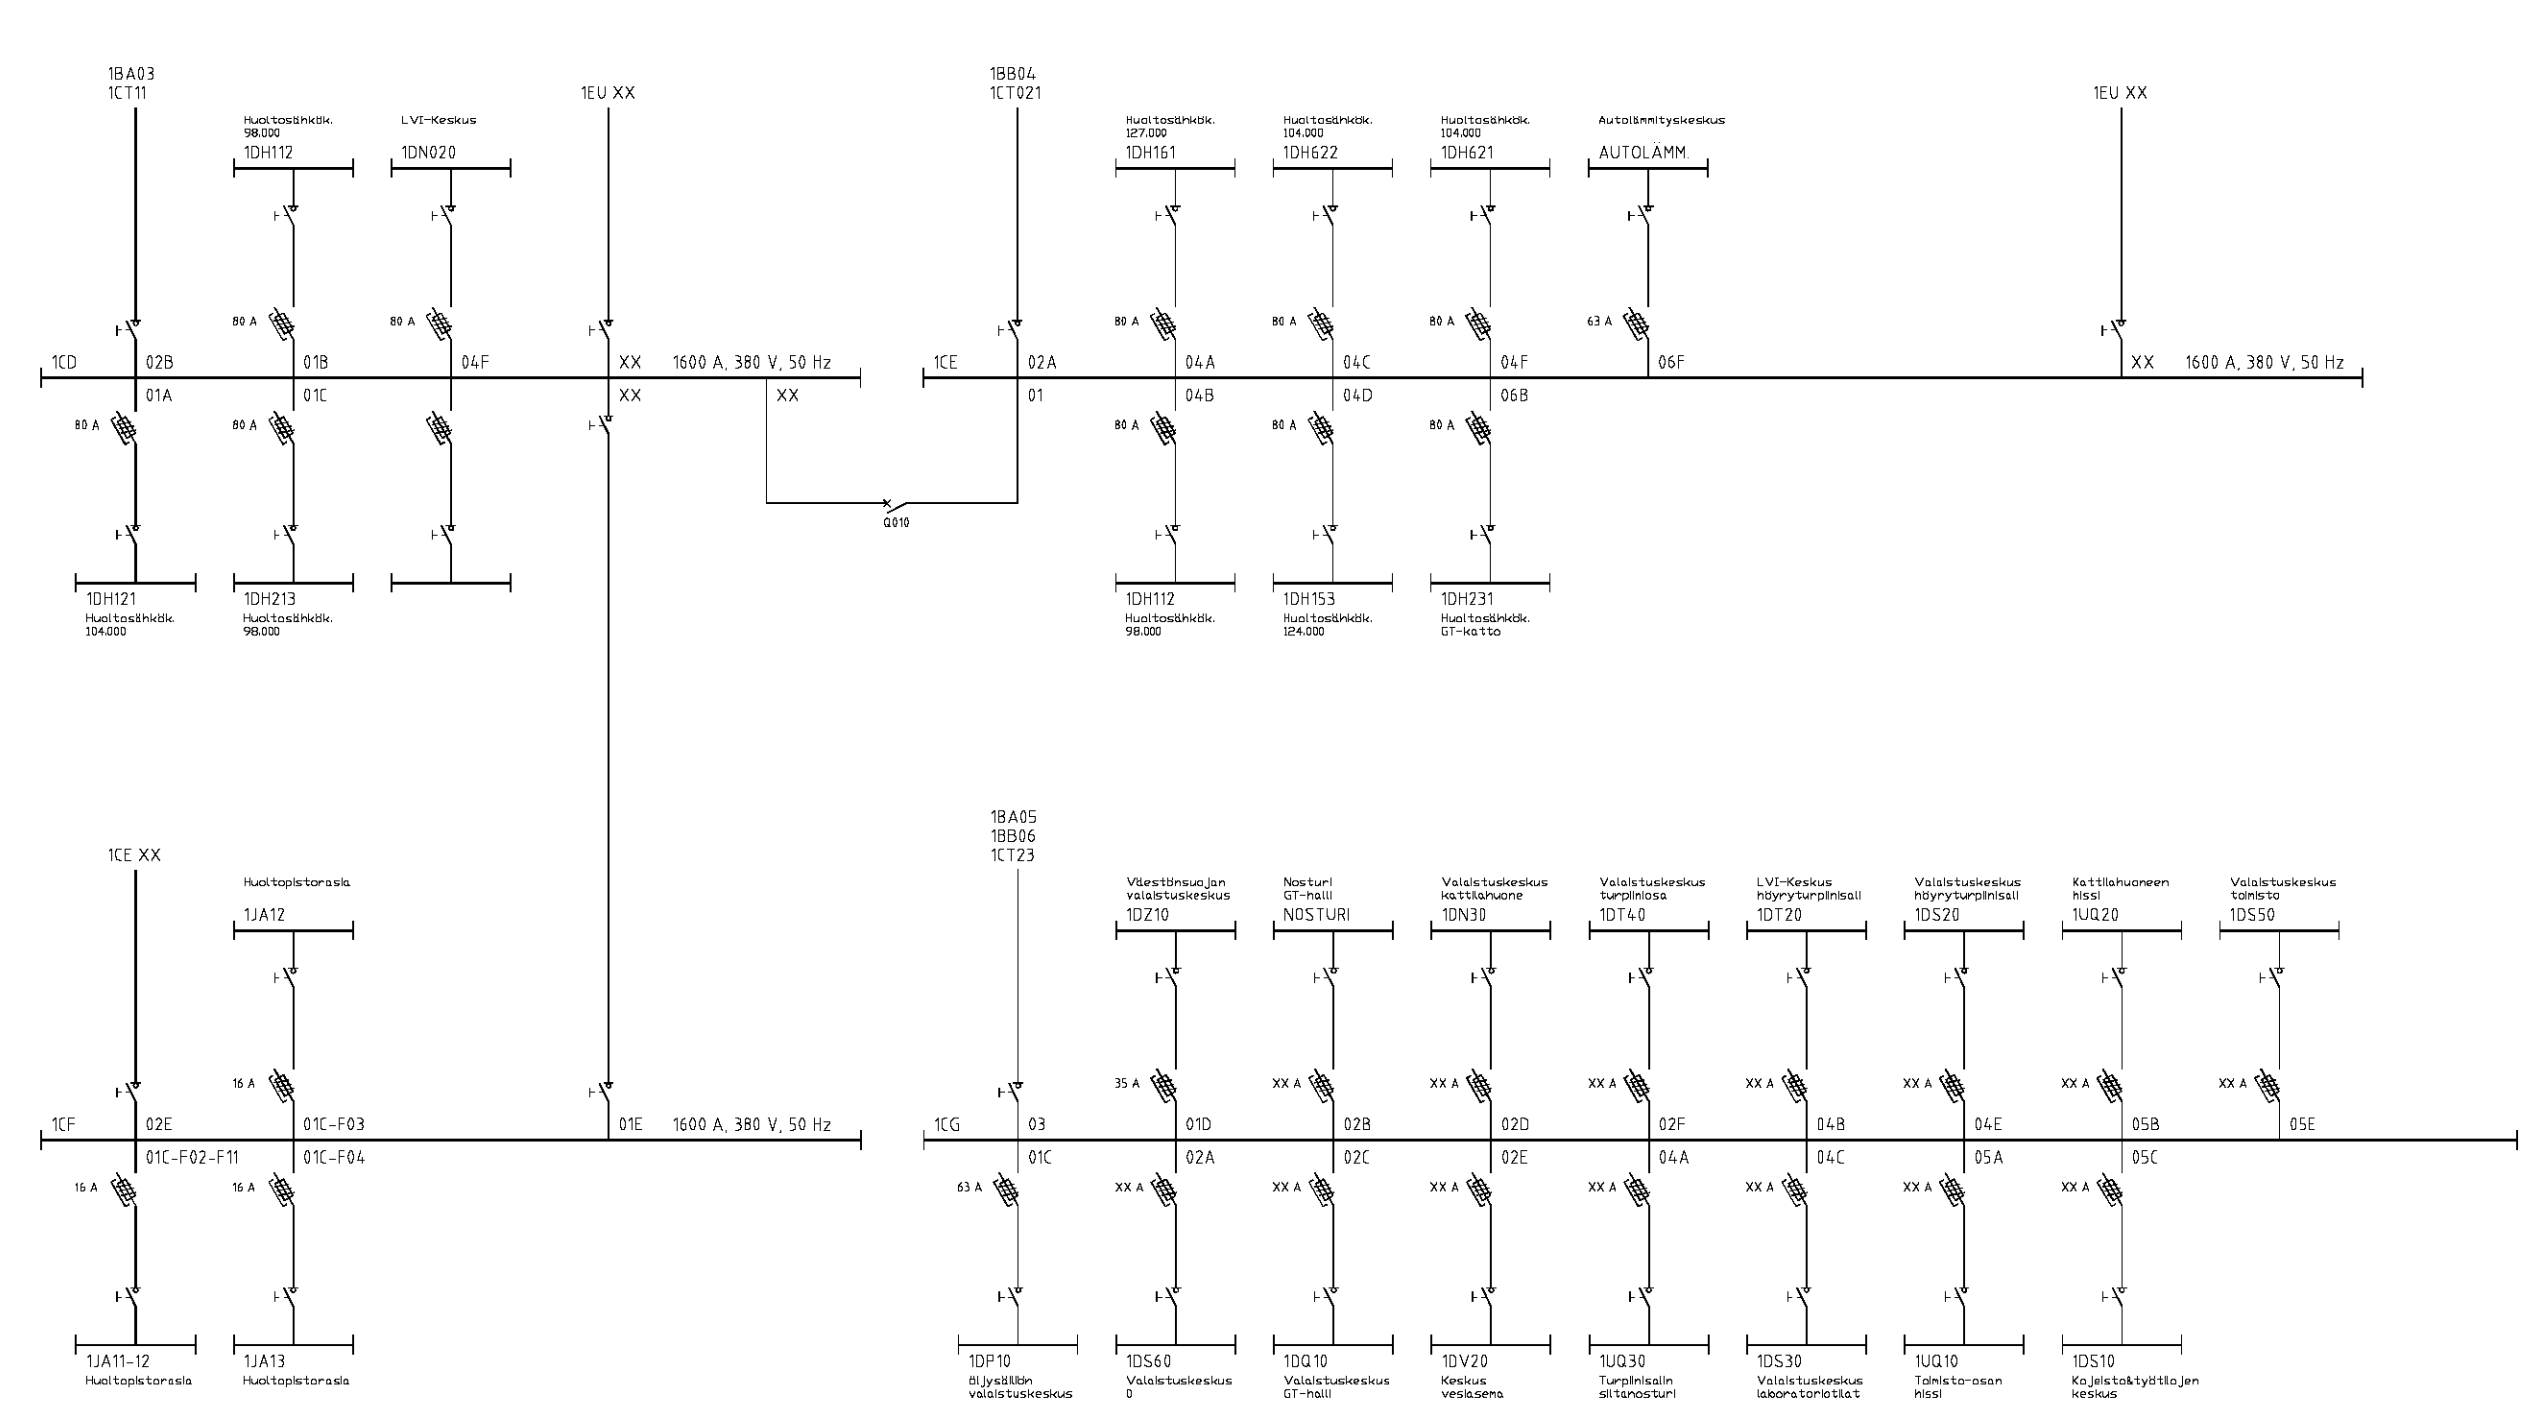 1BA03
1CT11
1EU XX
Huoltosähkök.
98.000
1DH112
LVI-Keskus
1DN020
80 A
80 A
1CD
02B
01B
04F
XX
1600 A, 380 V, 50 Hz
01A
01C
XX
XX
80 A
80 A
1DH121
Huoltosähkök.
104.000
1DH213
Huoltosähkök.
98.000
Q010
1BB04
1CT021
1EU XX
Huoltosähkök.
127.000
1DH161
Huoltosähkök.
104.000
1DH622
Huoltosähkök.
104.000
1DH621
Autolämmityskeskus
AUTOLÄMM.
80 A
80 A
80 A
63 A
1CE
02A
04A
04C
04F
06F
XX
1600 A, 380 V, 50 Hz
01
04B
04D
06B
80 A
80 A
80 A
1DH112
Huoltosähkök.
98.000
1DH153
Huoltosähkök.
124.000
1DH231
Huoltosähkök.
GT-katto
1CE XX
Huoltopistorasia
1JA12
16 A
1CF
02E
01C-F03
01E
1600 A, 380 V, 50 Hz
01C-F02-F11
01C-F04
16 A
16 A
1JA11-12
Huoltopistorasia
1JA13
Huoltopistorasia
1BA05
1BB06
1CT23
Väestönsuojan
valaistuskeskus
1DZ10
Nosturi
GT-halli
NOSTURI
Valaistuskeskus
kattilahuone
1DN30
Valaistuskeskus
turpiiniosa
1DT40
LVI-Keskus
höyryturpiinisali
1DT20
Valaistuskeskus
höyryturpiinisali
1DS20
Kattilahuoneen
hissi
1UQ20
Valaistuskeskus
toimisto
1DS50
35 A
XX A
XX A
XX A
XX A
XX A
XX A
XX A
1CG
03
01D
02B
02D
02F
04B
04E
05B
05E
01C
02A
02C
02E
04A
04C
05A
05C
63 A
XX A
XX A
XX A
XX A
XX A
XX A
XX A
1DP10
Öljysäiliön
valaistuskeskus
1DS60
Valaistuskeskus
0
1DQ10
Valaistuskeskus
GT-halli
1DV20
Keskus
vesiasema
1UQ30
Turpiinisalin
siltanosturi
1DS30
Valaistuskeskus
laboratoriotilat
1UQ10
Toimisto-osan
hissi
1DS10
Kojeisto&työtilojen
keskus